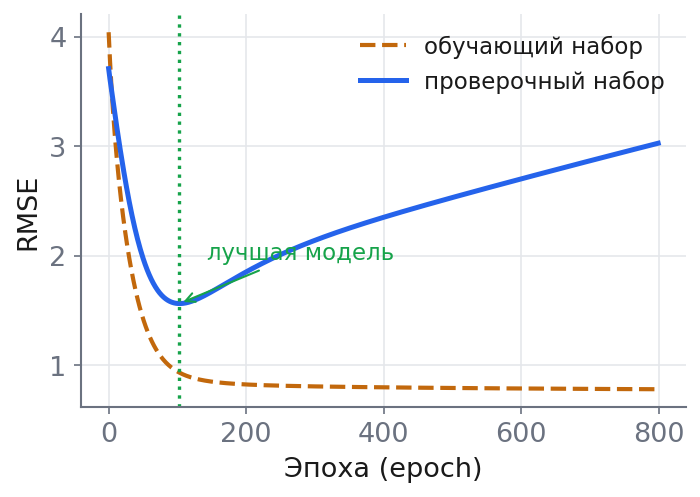 4
3
2
1
RMSE
обучающий набор
проверочный набор
лучшая модель
0
200
400
600
800
Эпоха (epoch)